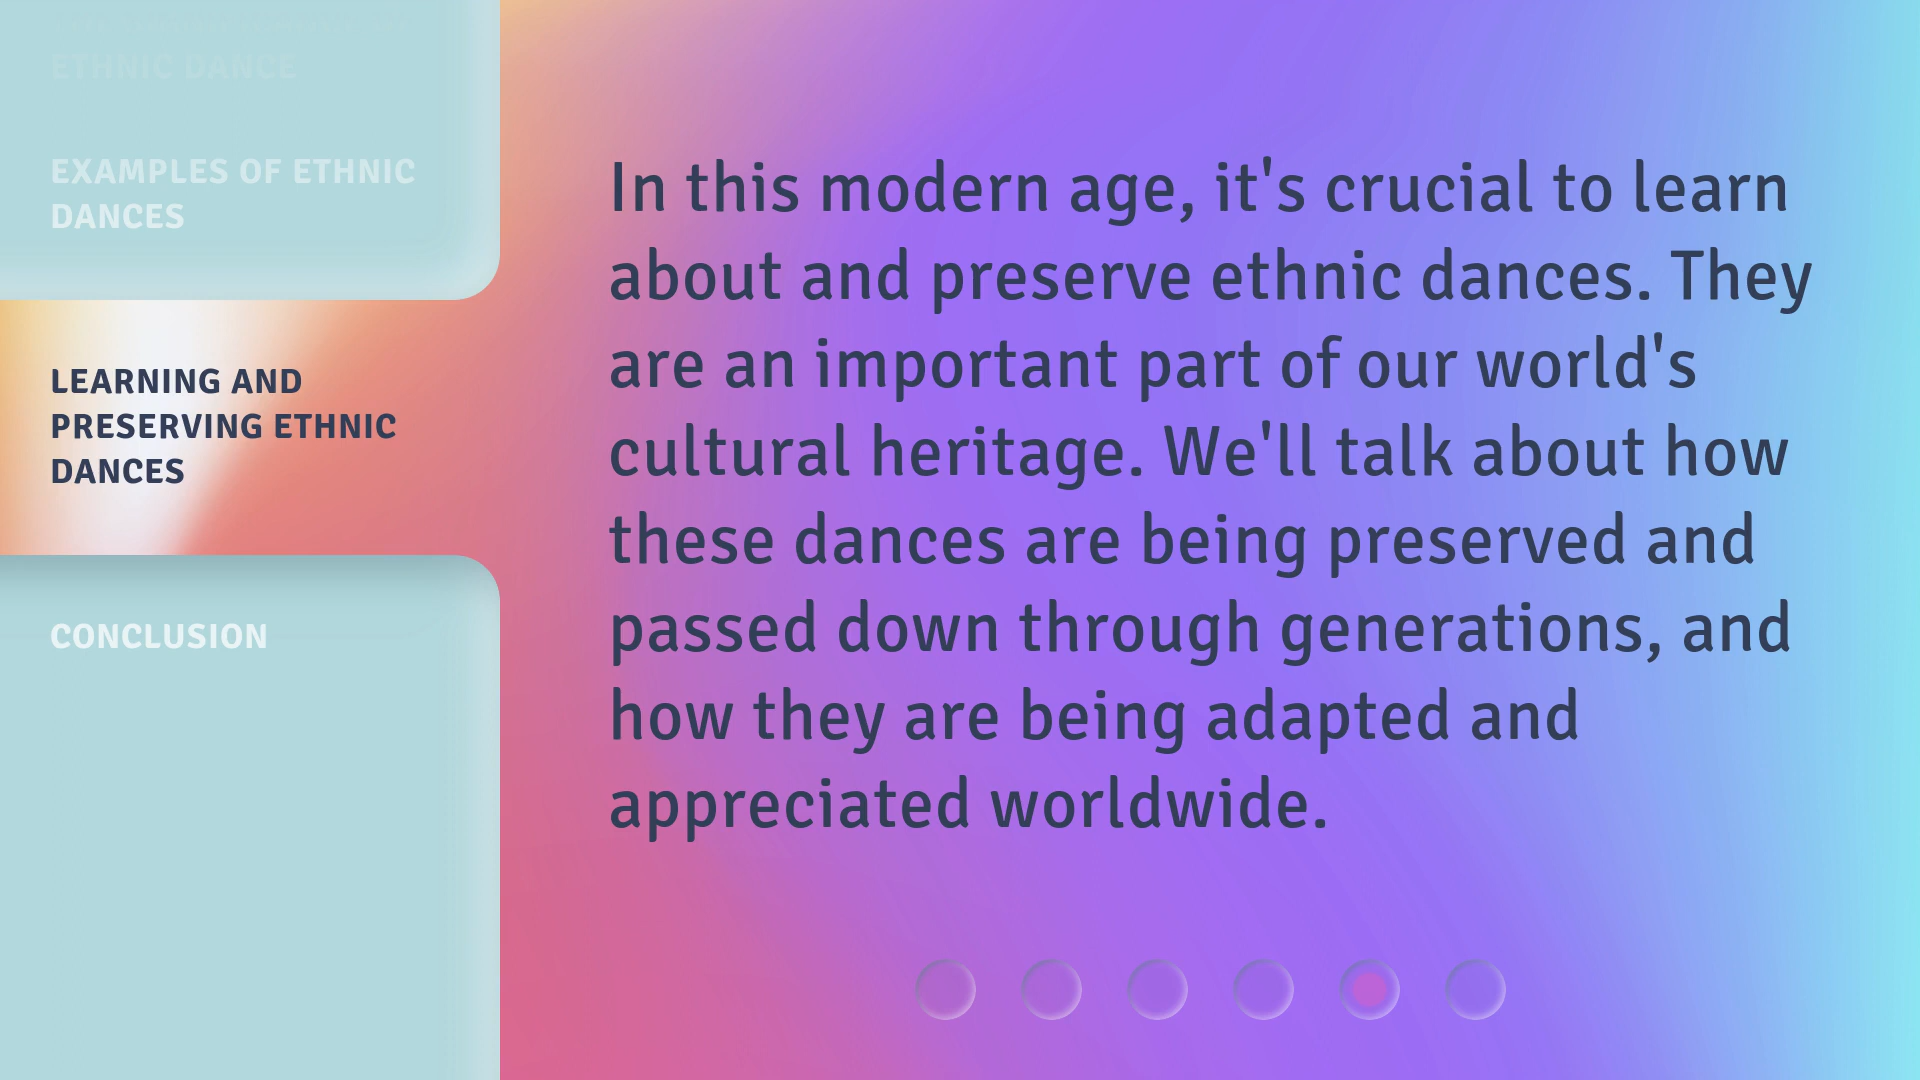 ETHNIC DANCE
EXAMPLES OF ETHNIC
DANCES
LEARNING AND
PRESERVING ETHNIC
DANCES
CONCLUSION
In this modern age, it's crucial to learn
about and preserve ethnic dances. They
are an important part of our world's
cultural heritage. We'll talk about how
these dances are being preserved and
passed down through generations, and
how they are being adapted and
appreciated worldwide.